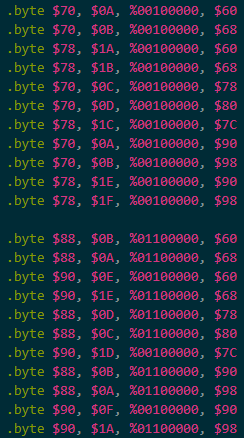 .byte $70, $0A, %00100000, $60
.byte $70, $0B, %00100000, $68
.byte $78, $1A, %00100000, $60
.byte $78, $1B, %00100000, $68
.byte $70, $0C, %00100000, $78
.byte $70, $0D, %00100000, $80
.byte $78, $1C, %00100000, $7C
.byte $70, $0A, %00100000, $90
.byte $70, $0B, %00100000, $98
.byte $78, $1E, %00100000, $90
.byte $78, $1F, %00100000, $98

.byte $88, $0B, %01100000, $60
.byte $88, $0A, %01100000, $68
.byte $90, $0E, %01100000, $60
.byte $90, $1E, %01100000, $68
.byte $88, $0D, %01100000, $78
.byte $88, $0C, %01100000, $80
.byte $90, $1D, %01100000, $7C
.byte $88, $0B, %01100000, $90
.byte $88, $0A, %01100000, $98
.byte $90, $0F, %01100000, $90
.byte $90, $1A, %01100000, $98